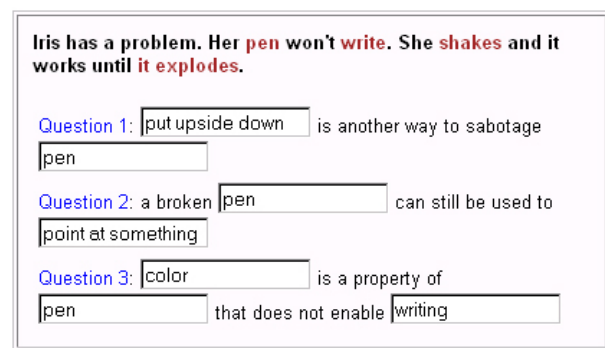 Iris has a problem. Her pen won't write. She shakes and it
works until it explodes.
Question 1: put upside down is another way to sabotage
pen
Question 2: a broken pen can still be used to
point at something
Question 3: color is a property of
pen that does not enable writing